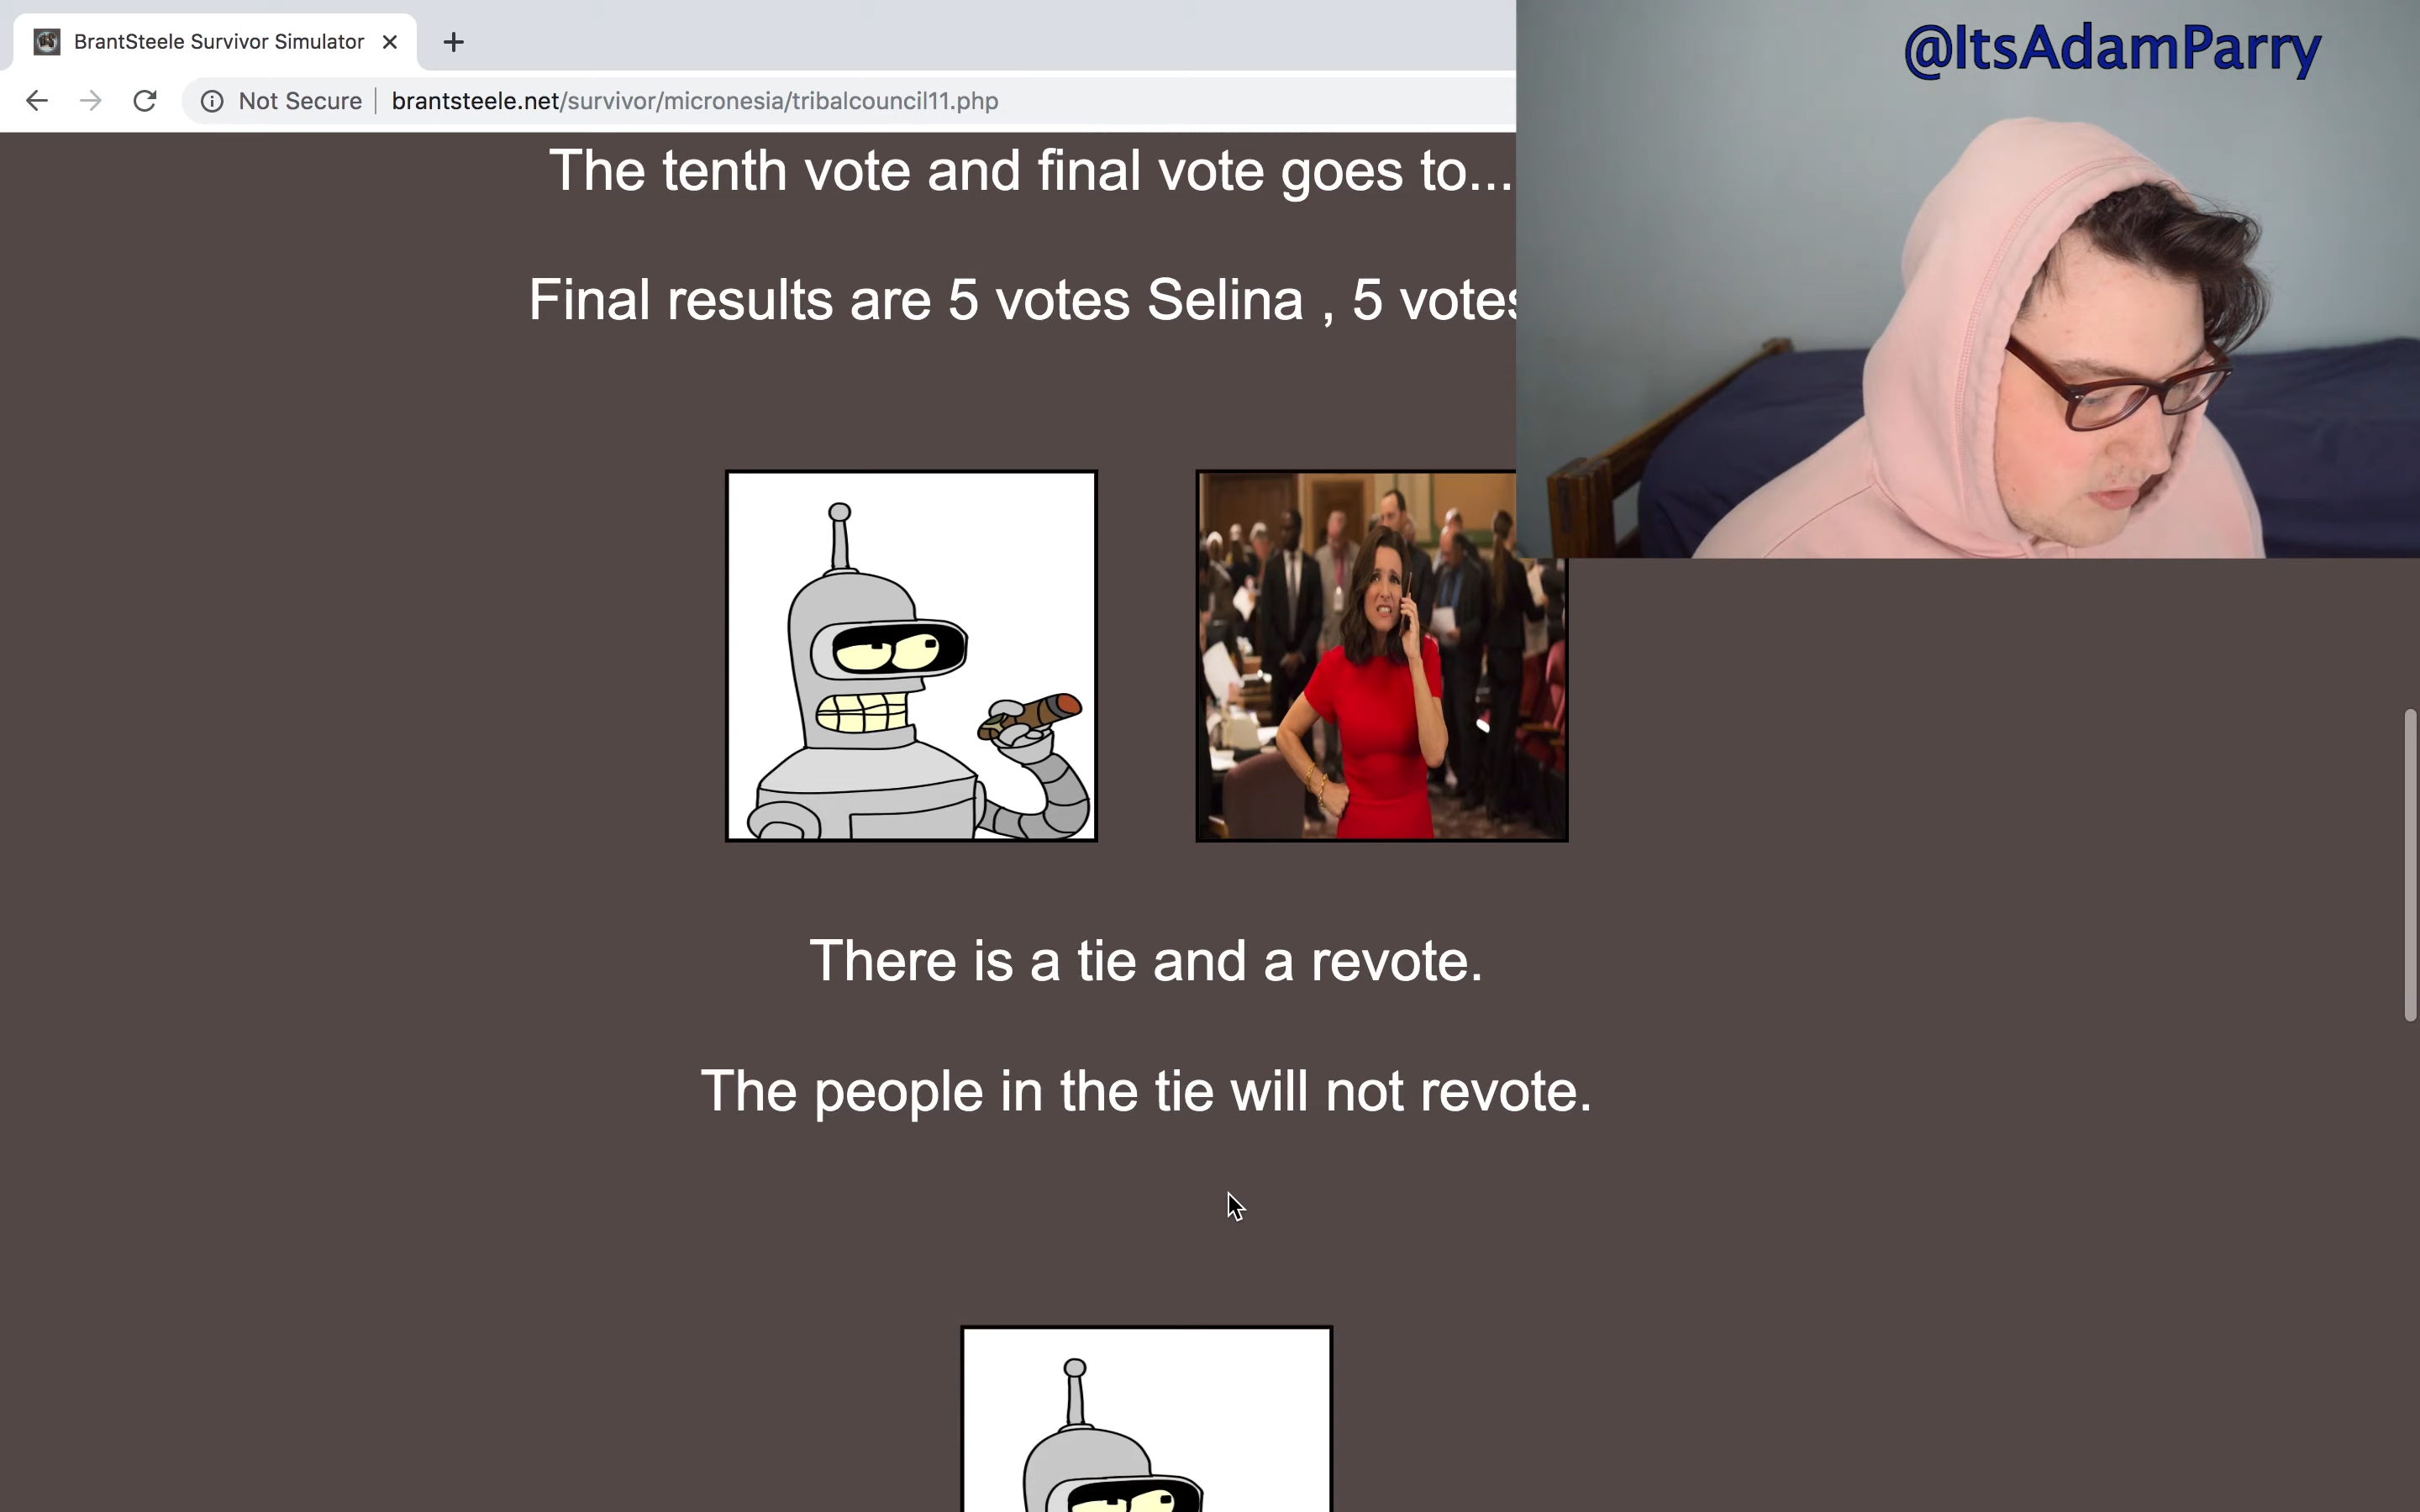 BrantSteele Survivor Simulator
@ItsAdamParry
Not Secure | brantsteele.net/survivor/micronesia/tribalcouncil11.php
The tenth vote and final vote goes to...
Final results are 5 votes Selina , 5 votes
There is a tie and a revote.
The people in the tie will not revote.